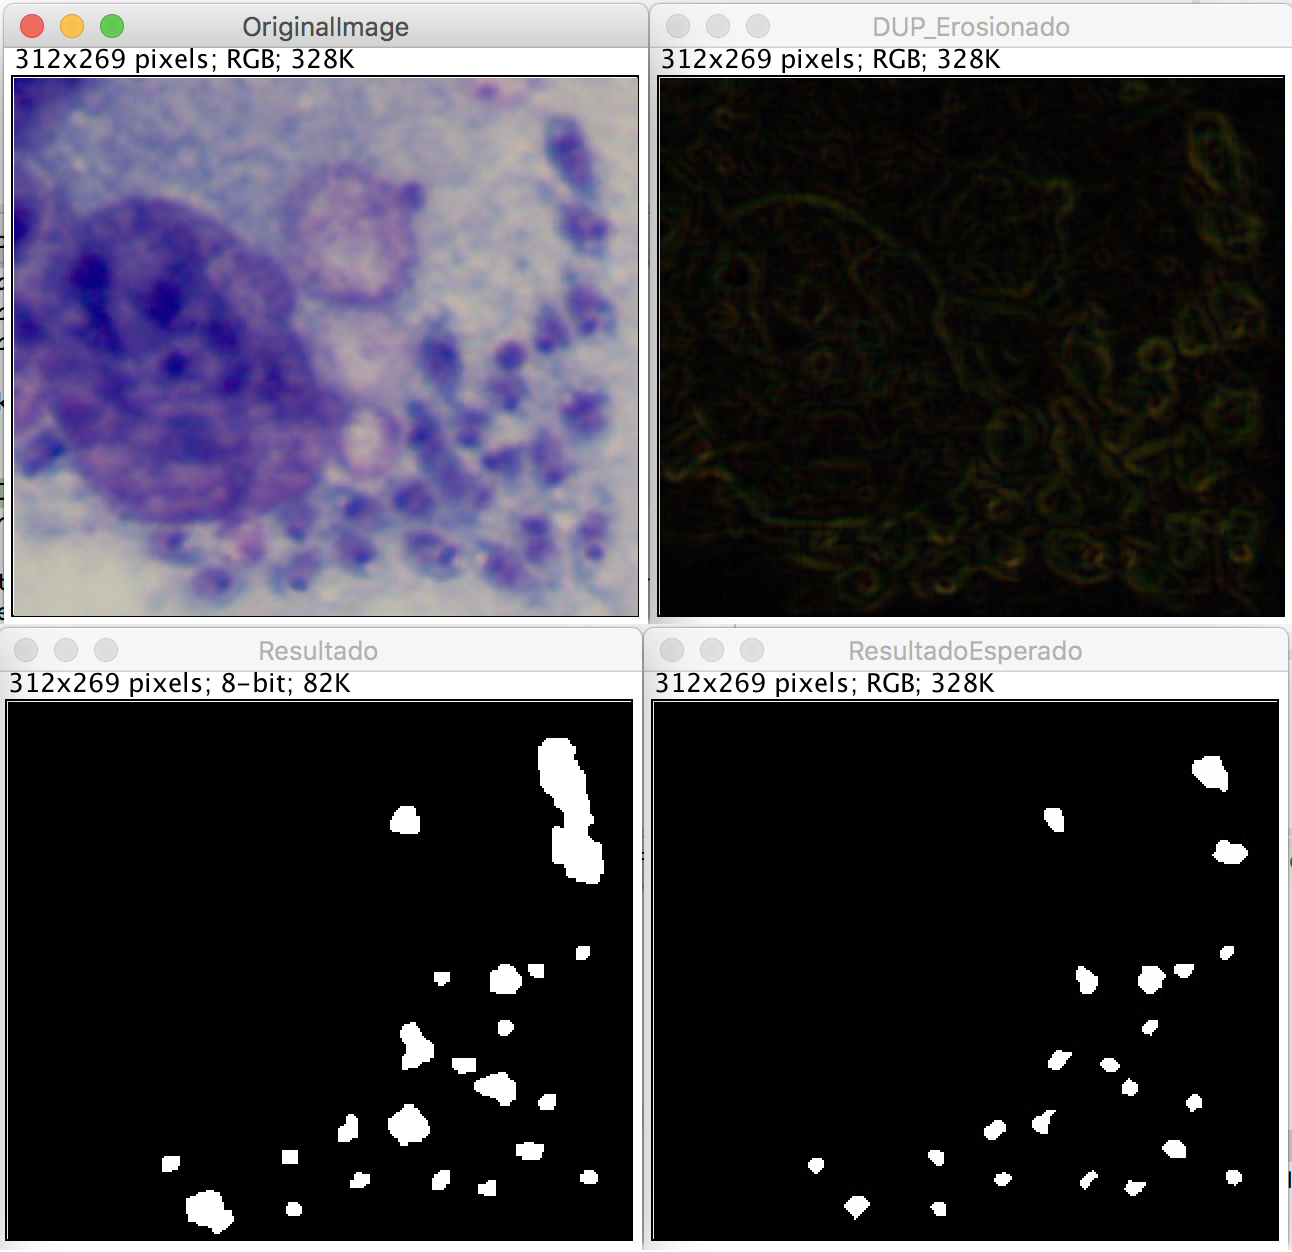 OriginalImage
312x269 pixels; RGB; 328K
DUP_Erosionado
312x269 pixels; RGB; 328K
Resultado
312x269 pixels; 8-bit; 82K
ResultadoEsperado
312x269 pixels; RGB; 328K